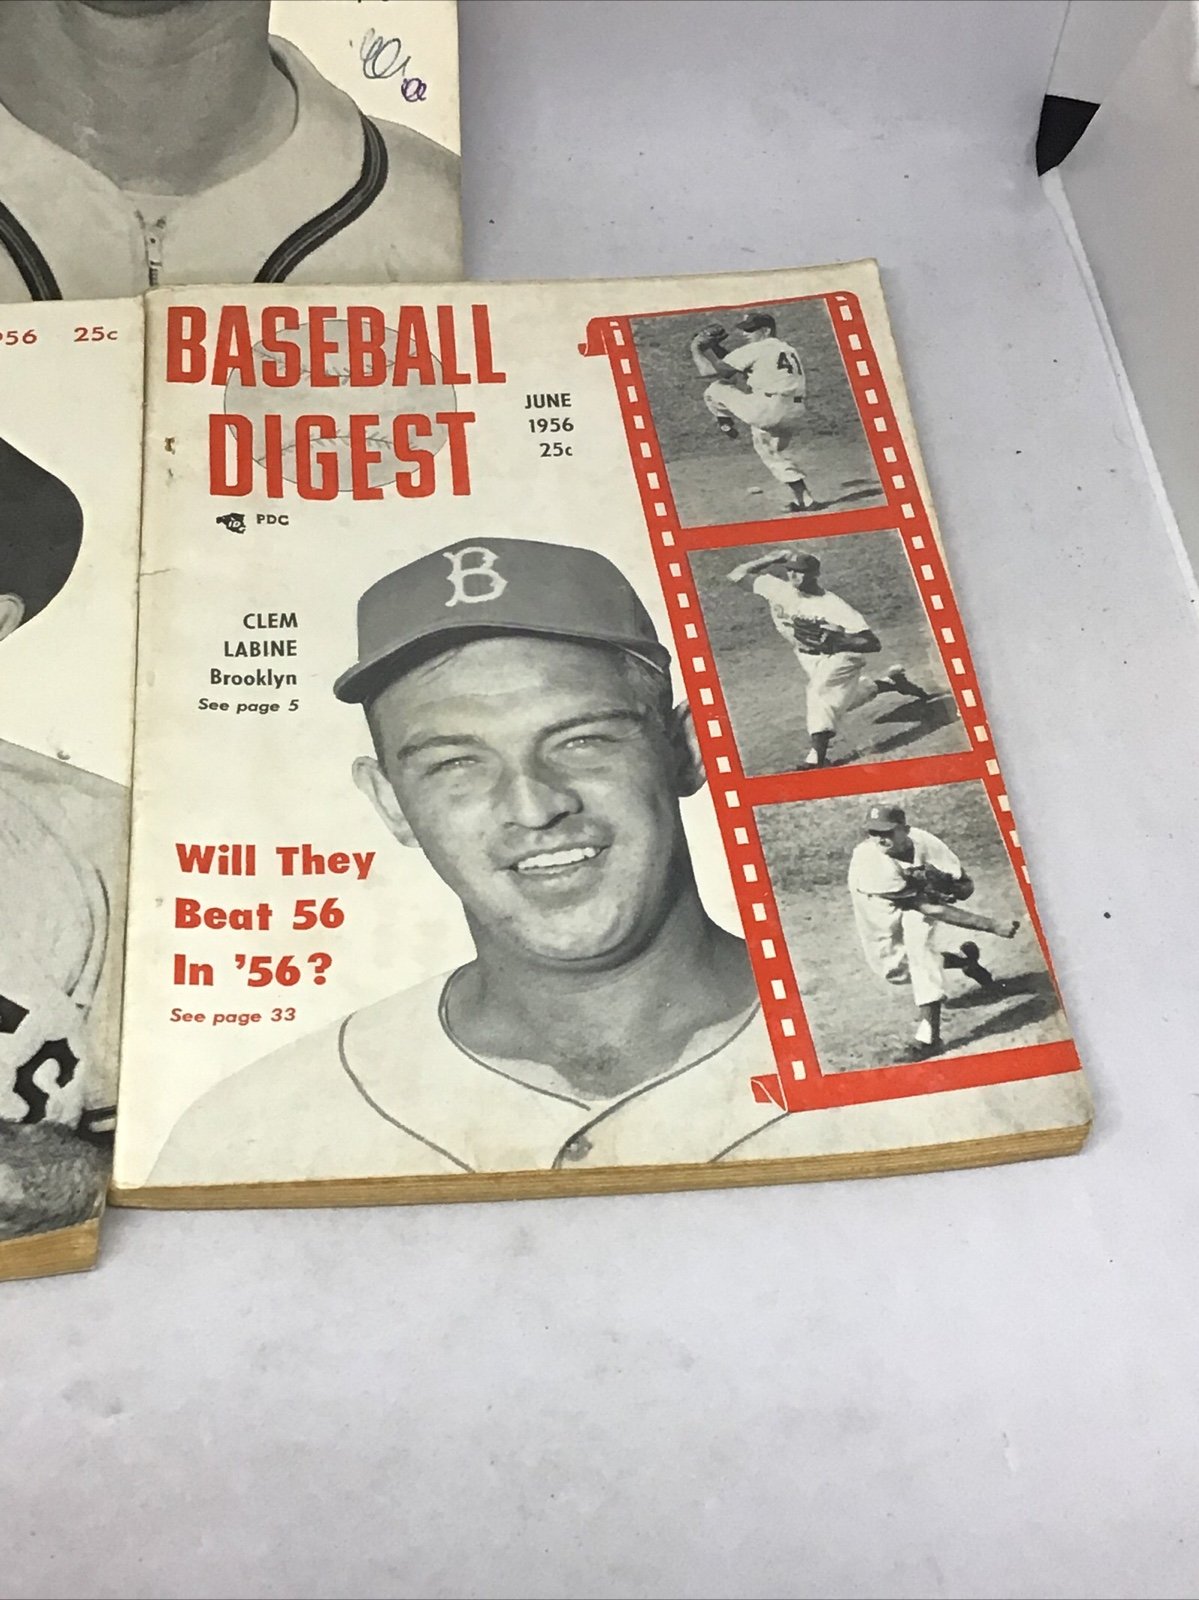 956 25c
BASEBALL
DIGEST
JUNE
1956
25c
PDC
CLEM
LABINE
Brooklyn
See page 5
Will They
Beat 56
In '56?
See page 33
B
41